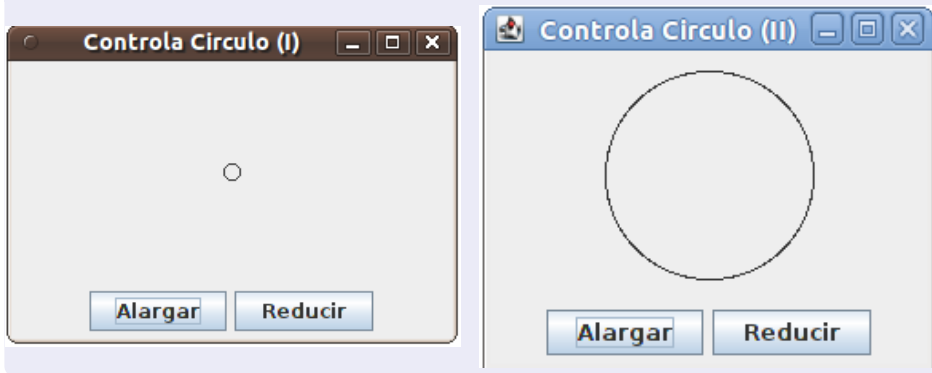 Controla Circulo (I)
Alargar Reducir
Controla Circulo (II)
Alargar Reducir